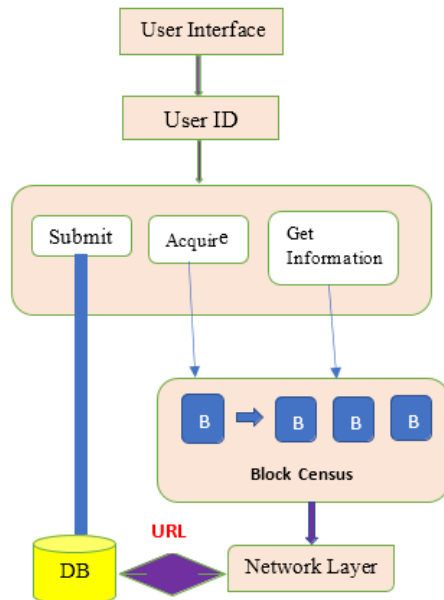 User Interface
User ID
Submit
Acquire
Get
Information
B
B
B
B
Block Census
URL
DB
Network Layer